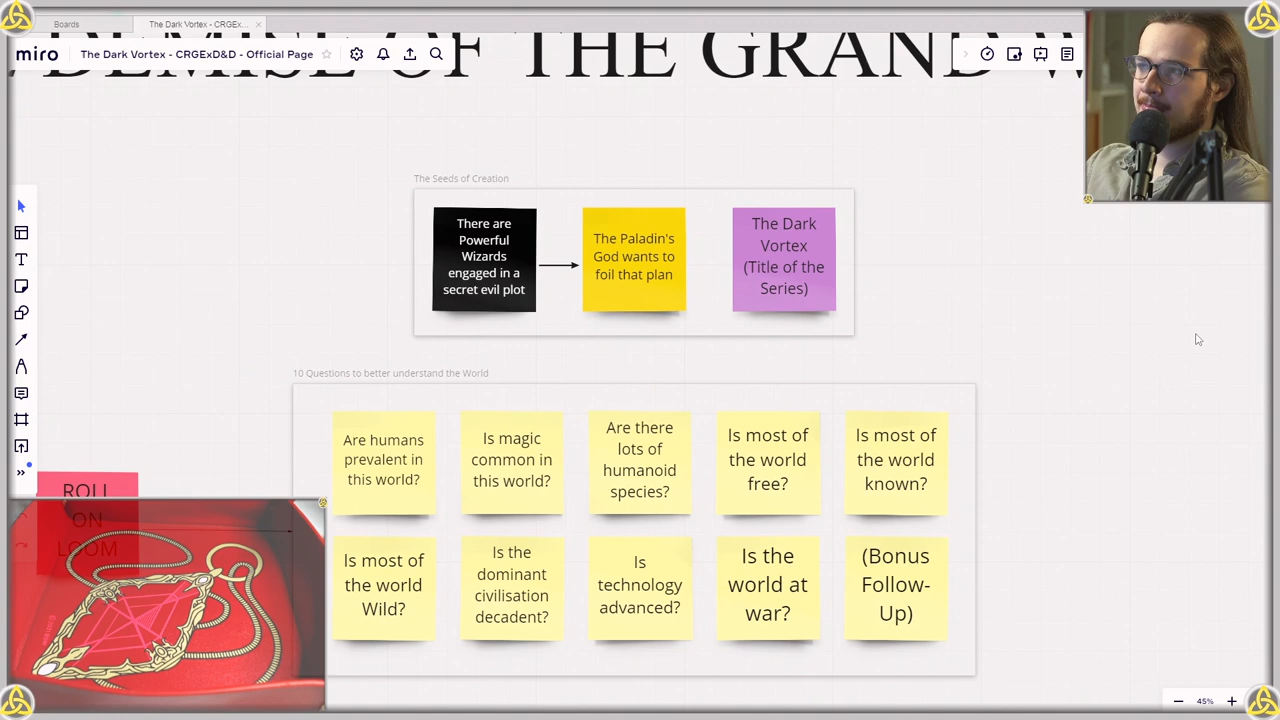 Boards
The Dark Vortex - CRGEx...
miro
The Dark Vortex - CRGExD&D - Official Page
DEMISE OF THE GRAND W
The Seeds of Creation
There are
Powerful
Wizards
engaged in a
secret evil plot
The Paladin's
God wants to
foil that plan
The Dark
Vortex
(Title of the
Series)
10 Questions to better understand the World
Are humans
prevalent in
this world?
Is magic
common in
this world?
Are there
lots of
humanoid
species?
Is most of
the world
free?
Is most of
the world
known?
ROLL
ON
LOOM
Is most of
the world
Wild?
Is the
dominant
civilisation
decadent?
Is
technology
advanced?
Is the
world at
war?
(Bonus
Follow-
Up)
45%